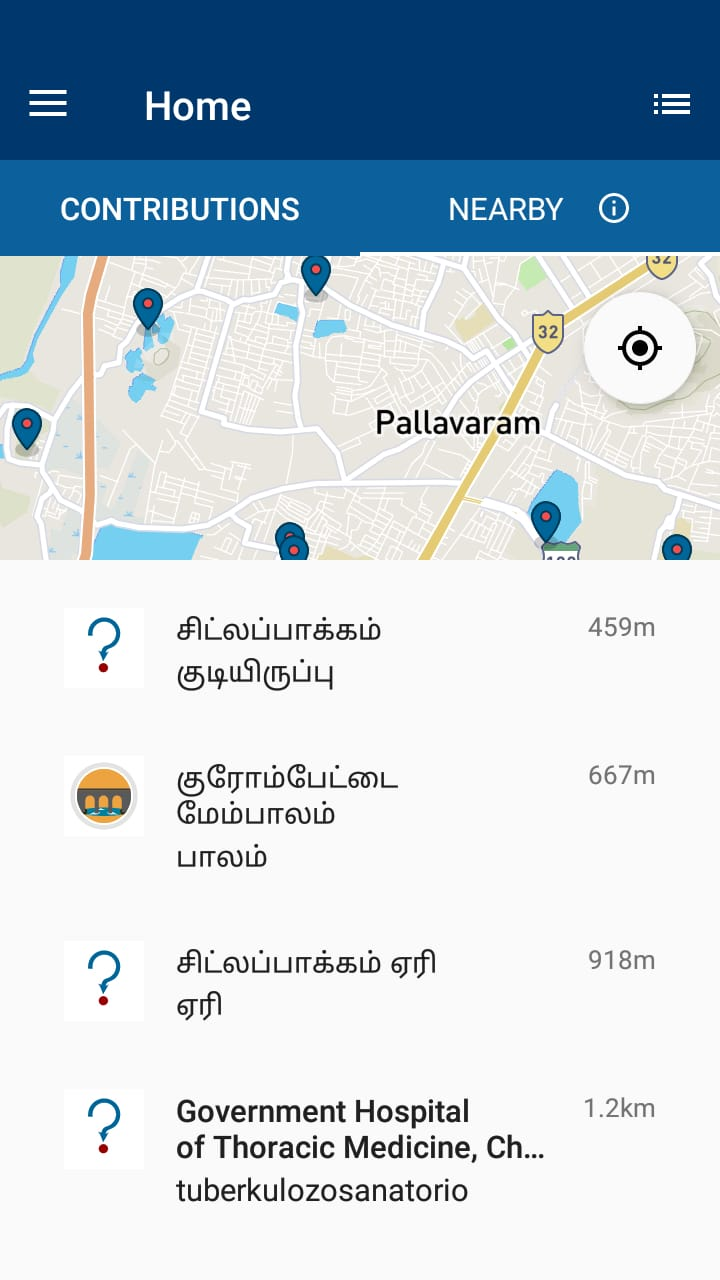 Home
CONTRIBUTIONS
NEARBY
32
32
Pallavaram
சிட்லப்பாக்கம்
459m
குடியிருப்பு
குரோம்பேட்டை
667m
மேம்பாலம்
பாலம்
சிட்லப்பாக்கம் ஏரி
918m
ஏரி
Government Hospital
1.2km
of Thoracic Medicine, Ch...
tuberkulozosanatorio